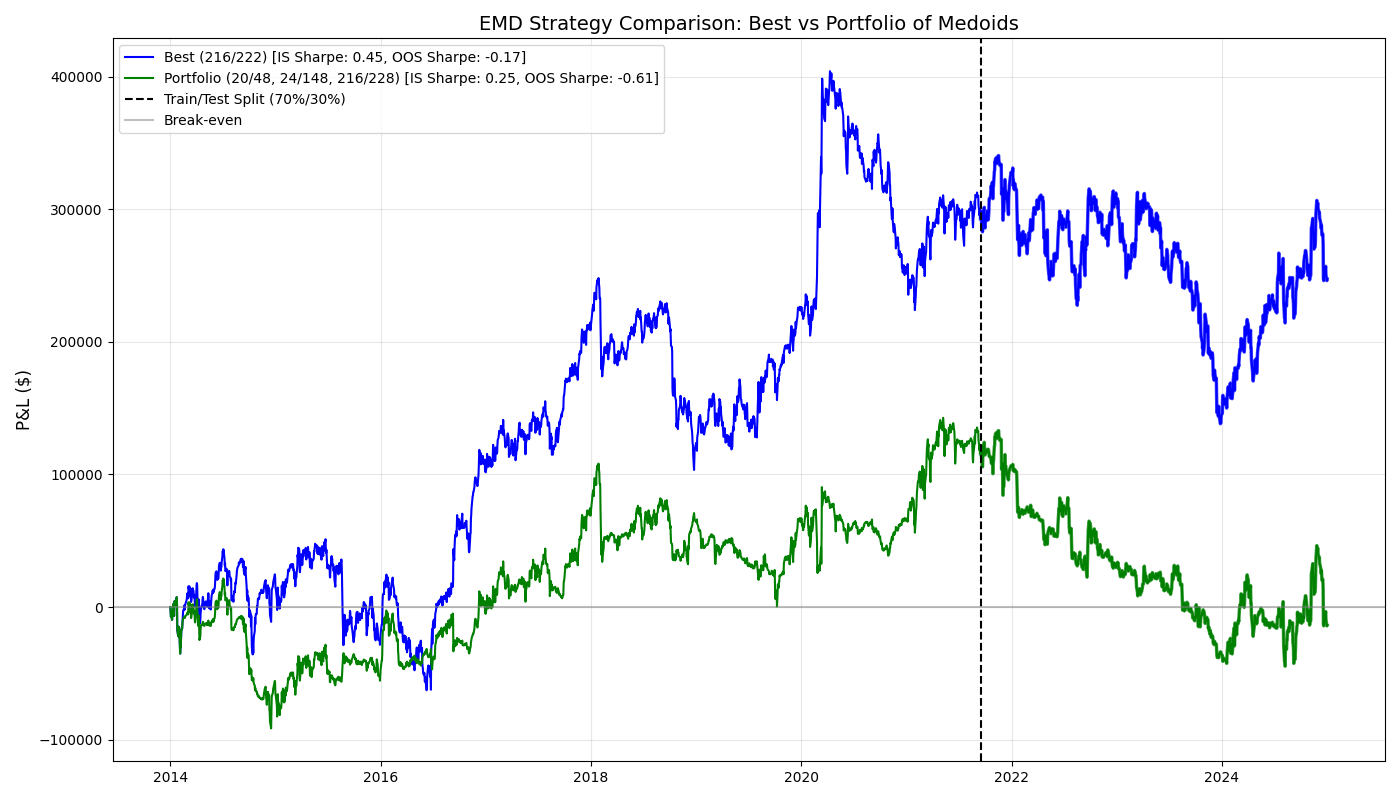 EMD Strategy Comparison: Best vs Portfolio of Medoids
Best (216/222) [IS Sharpe: 0.45, OOS Sharpe: -0.17]
Portfolio (20/48, 24/148, 216/228) [IS Sharpe: 0.25, OOS Sharpe: -0.61]
Train/Test Split (70%/30%)
Break-even
P&L ($)
400000
300000
200000
100000
0
−100000
2014 2016 2018 2020 2022 2024